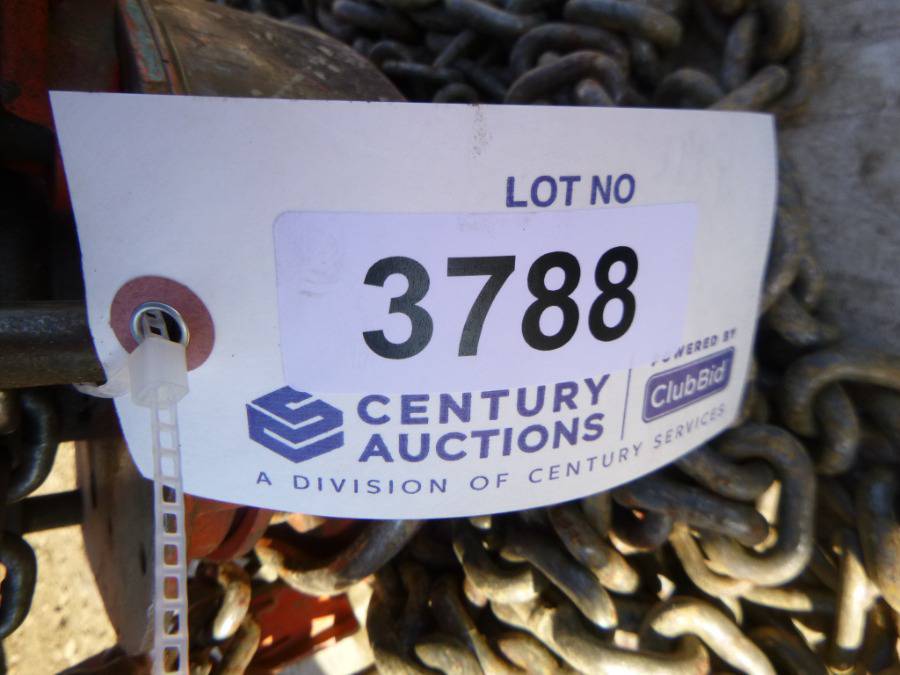 LOT NO
3788
POWERED BY
ClubBid
CENTURY
AUCTIONS
A DIVISION OF CENTURY SERVICES